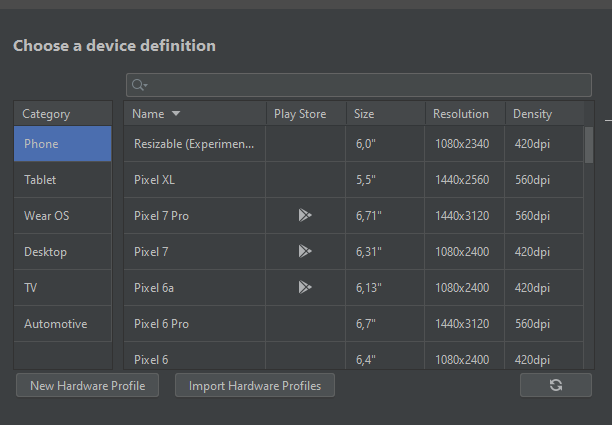 Choose a device definition
Category Name Play Store Size Resolution Density
Phone Resizable (Experimen... 6,0" 1080x2340 420dpi
Tablet Pixel XL 5,5" 1440x2560 560dpi
Wear OS Pixel 7 Pro 6,71" 1440x3120 560dpi
Desktop Pixel 7 6,31" 1080x2400 420dpi
TV Pixel 6a 6,13" 1080x2400 420dpi
Automotive Pixel 6 Pro 6,7" 1440x3120 560dpi
Pixel 6 6,4" 1080x2400 420dpi
New Hardware Profile Import Hardware Profiles